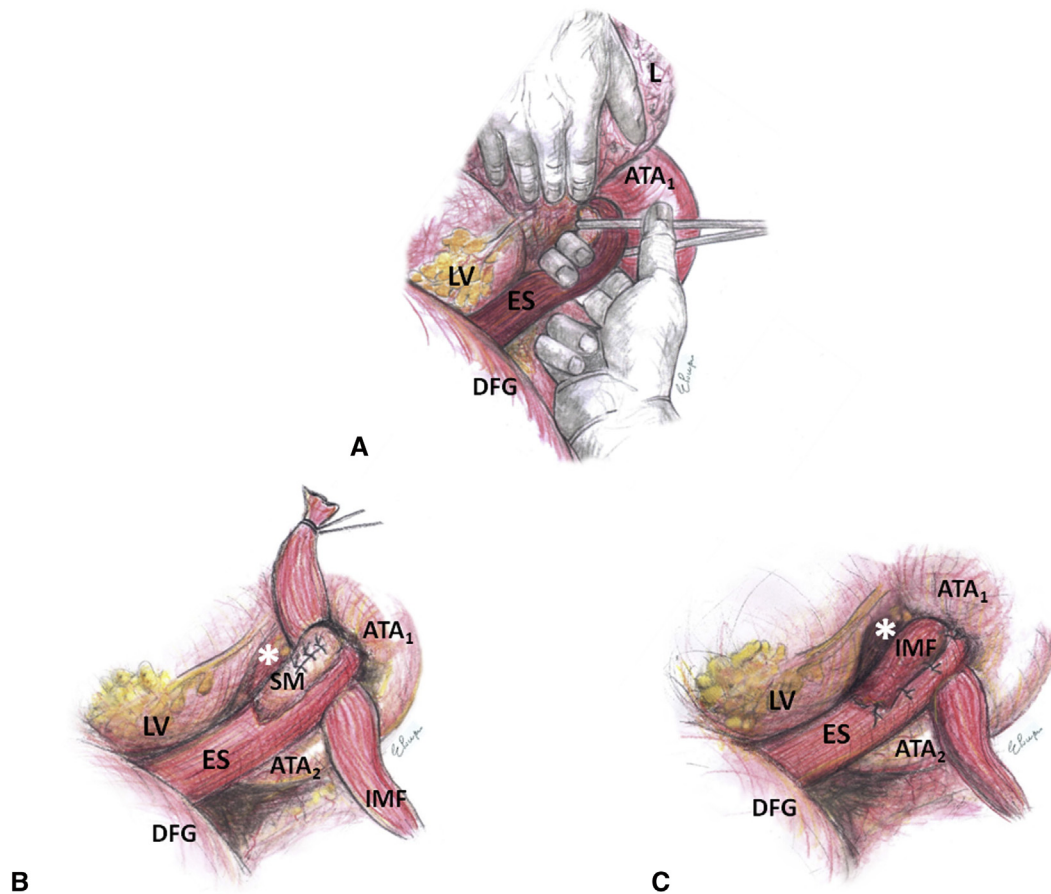 L
ATA₁
LV
ES
DFG
A
ATA₁
*
SM
LV
ES
ATA₂
IMF
DFG
B
ATA₁
*
IMF
LV
ES
ATA₂
DFG
C